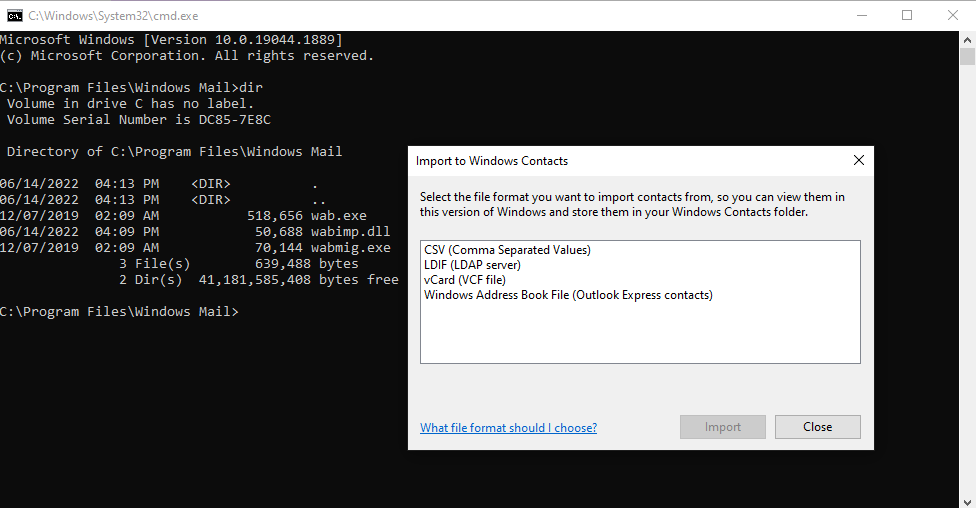 C:\Windows\System32\cmd.exe
Microsoft Windows [Version 10.0.19044.1889]
(c) Microsoft Corporation. All rights reserved.
C:\Program Files\Windows Mail>dir
Volume in drive C has no label.
Volume Serial Number is DC85-7E8C
Directory of C:\Program Files\Windows Mail
06/14/2022  04:13 PM    <DIR>          .
06/14/2022  04:13 PM    <DIR>          ..
12/07/2019  02:09 AM           518,656 wab.exe
06/14/2022  04:09 PM            50,688 wabimp.dll
12/07/2019  02:09 AM            70,144 wabmig.exe
3 File(s)        639,488 bytes
2 Dir(s)  41,181,585,408 bytes free
C:\Program Files\Windows Mail>
Import to Windows Contacts
Select the file format you want to import contacts from, so you can view them in
this version of Windows and store them in your Windows Contacts folder.
CSV (Comma Separated Values)
LDIF (LDAP server)
vCard (VCF file)
Windows Address Book File (Outlook Express contacts)
What file format should I choose?
Import
Close